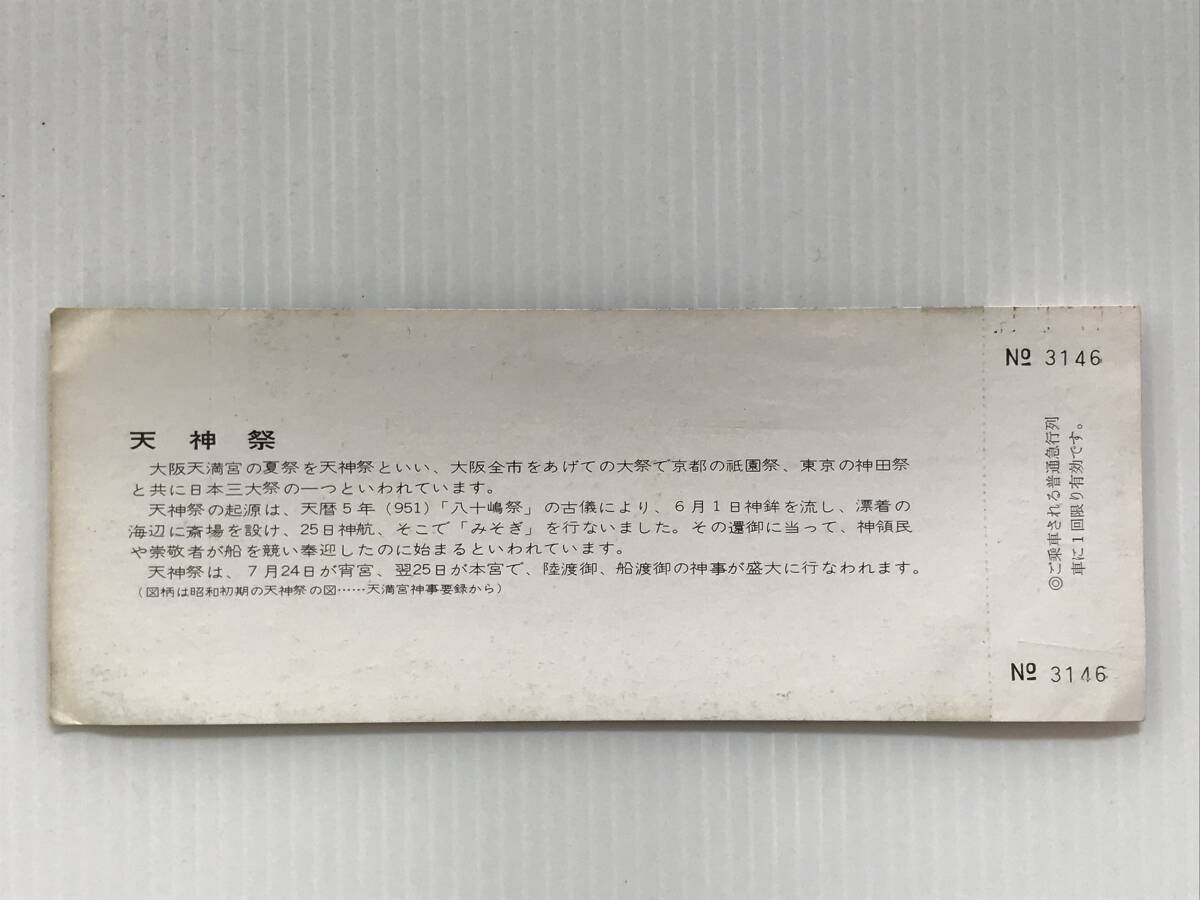 天神祭
大阪天満宮の夏祭を天神祭といい、大阪全市をあげての大祭で京都の祇園祭、東京の神田祭
と共に日本三大祭の一つといわれています。
天神祭の起源は、天暦5年(951)「八十嶋祭」の古儀により、6月1日神鉾を流し、漂着の
海辺に斎場を設け、25日神航、そこで「みそぎ」を行ないました。その還御に当って、神領民
や崇敬者が船を競い奉迎したのに始まるといわれています。
天神祭は、7月24日が宵宮、翌25日が本宮で、陸渡御、船渡御の神事が盛大に行なわれます。
(図柄は昭和初期の天神祭の図……天満宮神事要録から)
№ 3146
◎ご乗車される普通急行列
車に1回限り有効です。
№ 3146